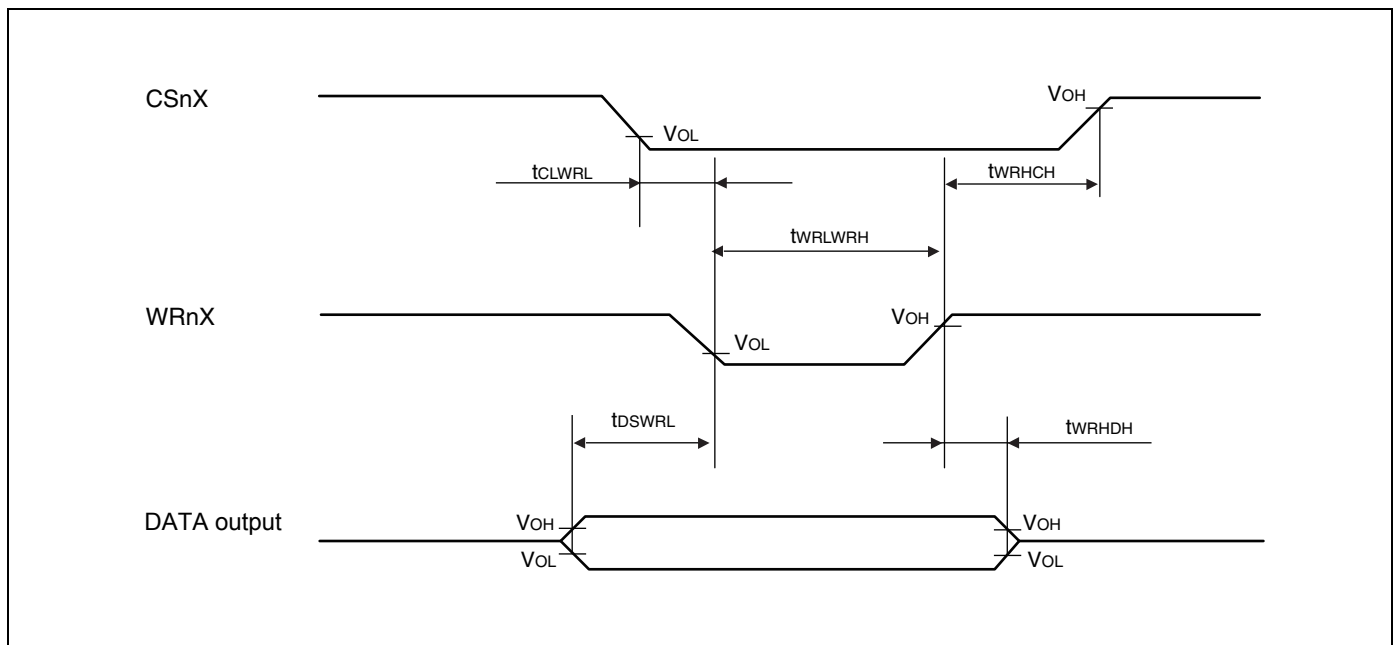 CSnX
VOH
VOL
tCLWRL
tWRHCH
tWRLWRH
WRnX
VOH
VOL
tDSWRL
tWRHDH
DATA output
VOH
VOH
VOL
VOL